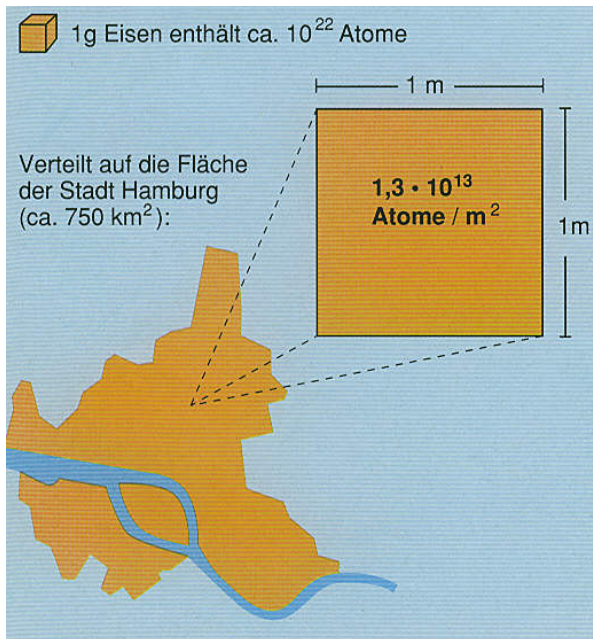 1g Eisen enthält ca. 10²² Atome
1 m
Verteilt auf die Fläche
der Stadt Hamburg
(ca. 750 km²):
1,3 • 10¹³
Atome / m²
1m